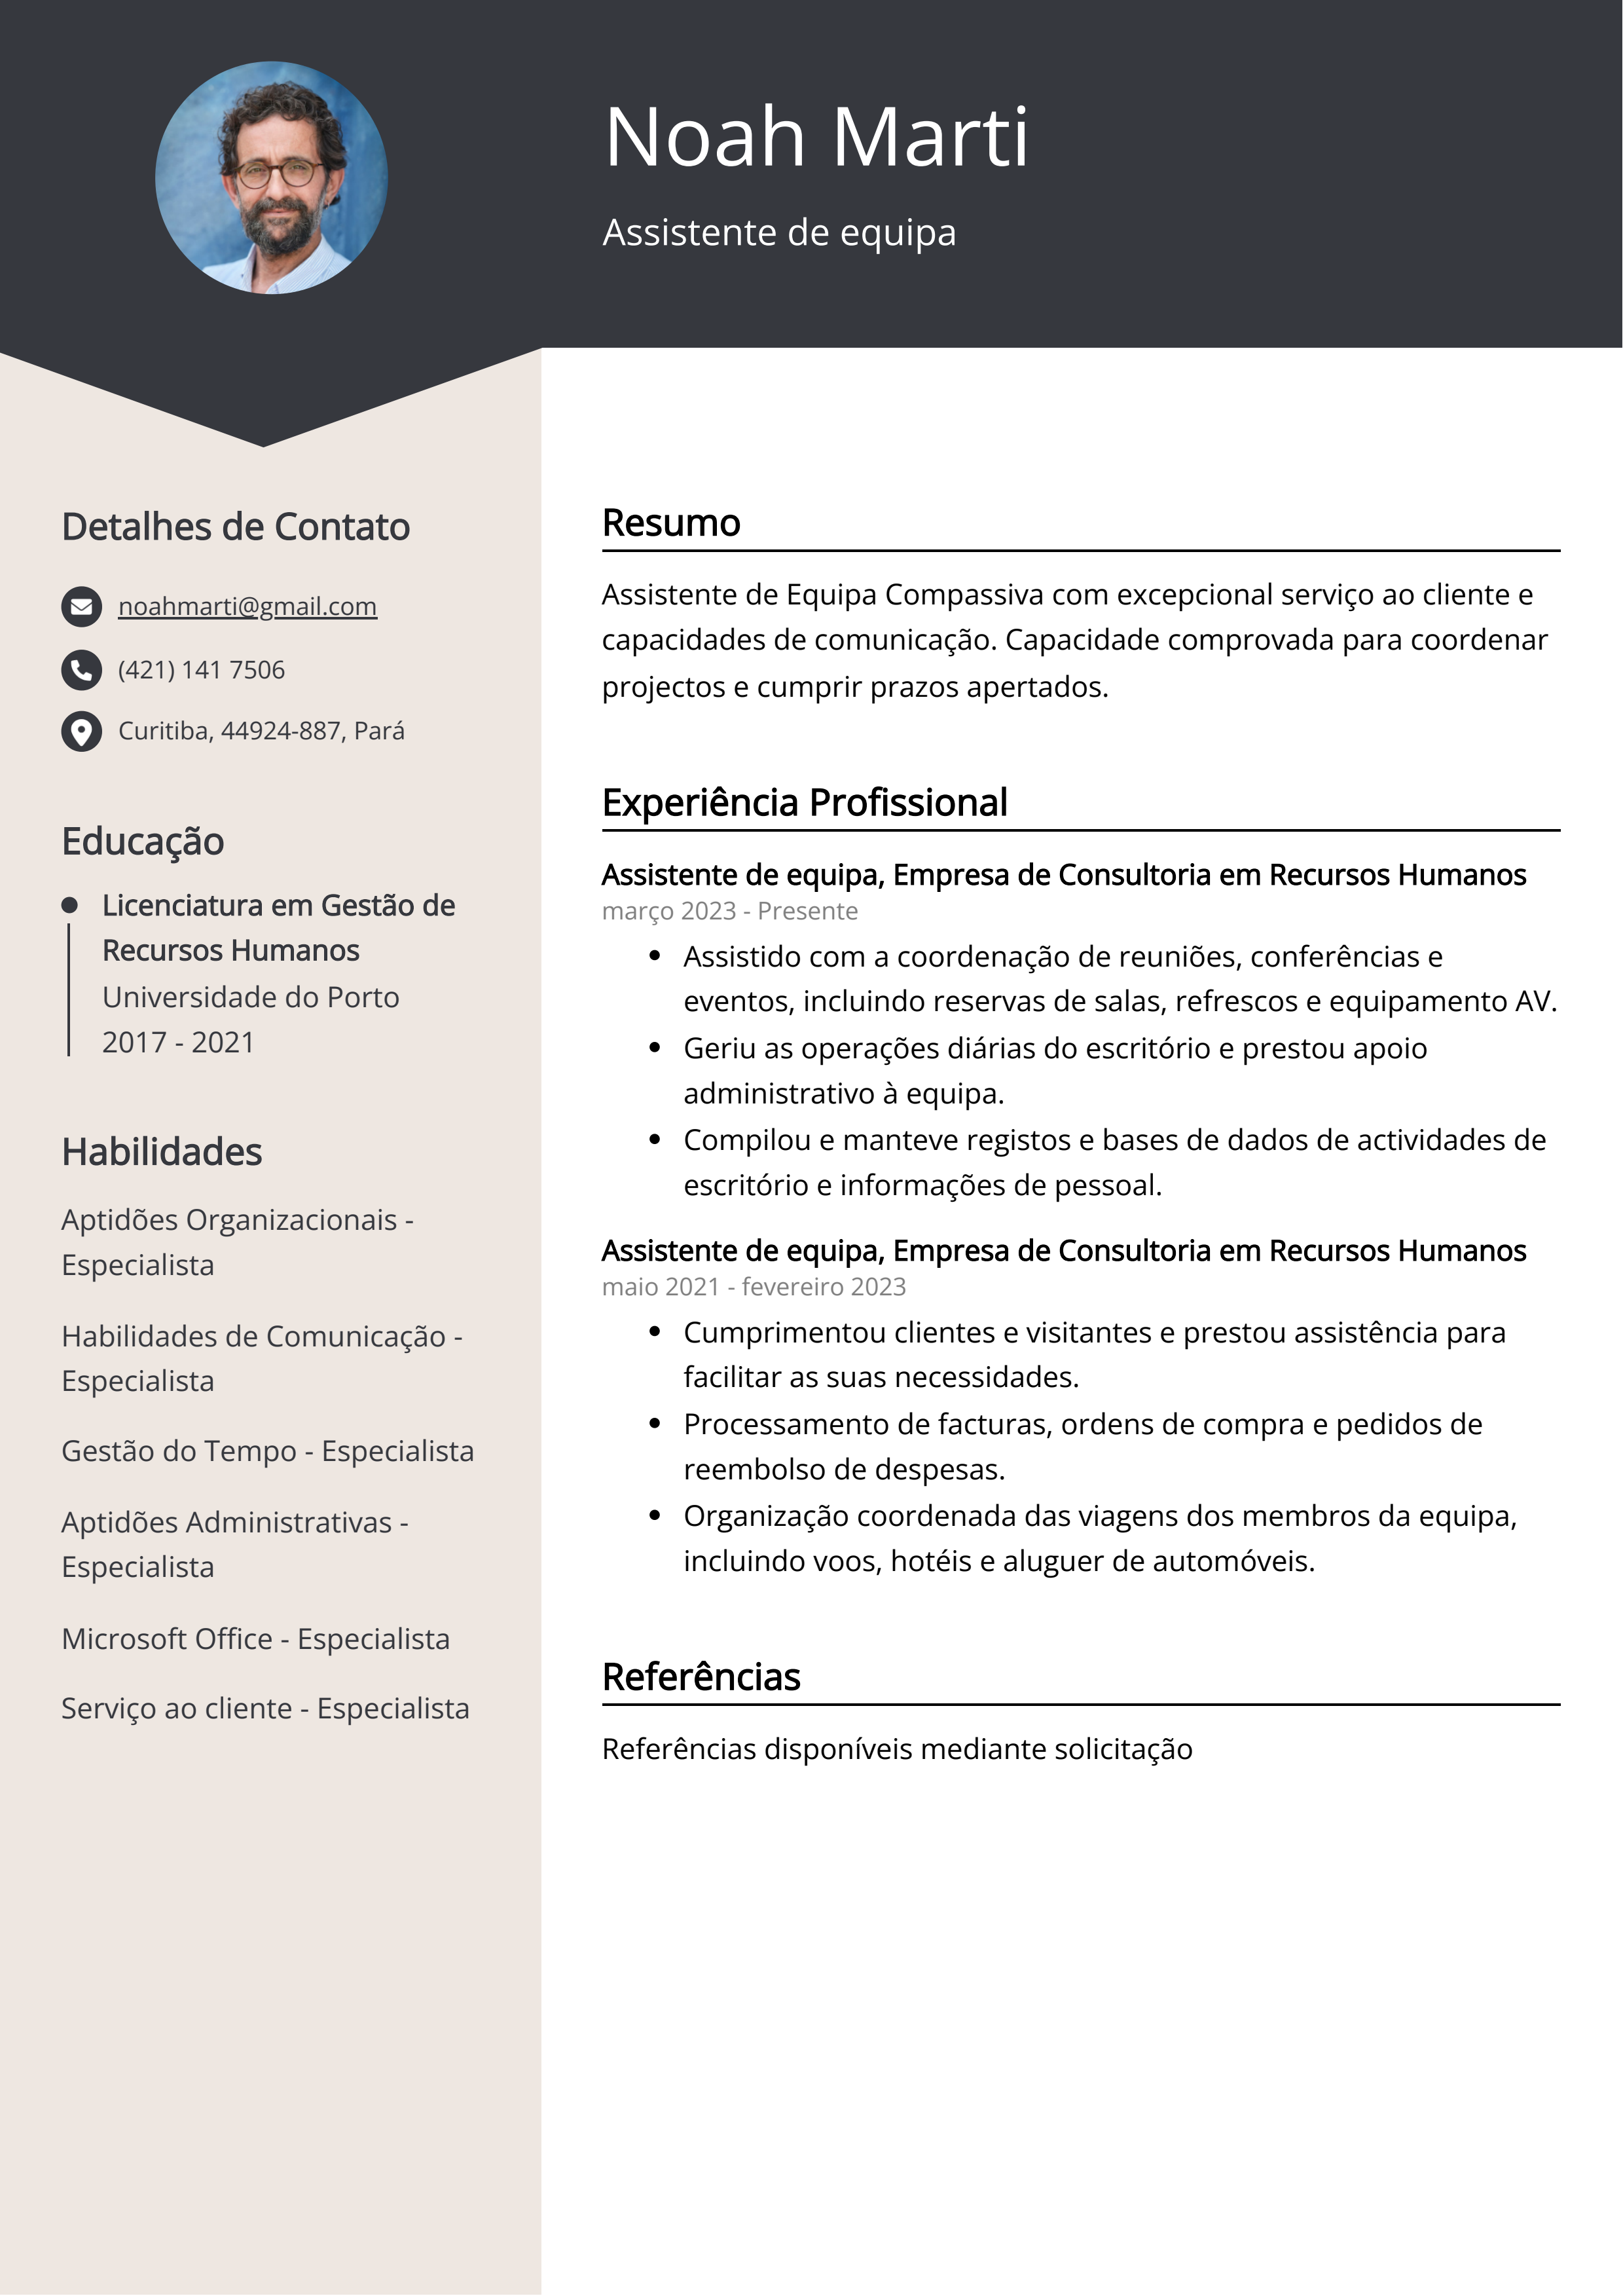 Noah Marti
Assistente de equipa
Detalhes de Contato
noahmarti@gmail.com
(421) 141 7506
Curitiba, 44924-887, Pará
Educação
Licenciatura em Gestão de
Recursos Humanos
Universidade do Porto
2017 - 2021
Habilidades
Aptidões Organizacionais -
Especialista
Habilidades de Comunicação -
Especialista
Gestão do Tempo - Especialista
Aptidões Administrativas -
Especialista
Microsoft Office - Especialista
Serviço ao cliente - Especialista
Resumo
Assistente de Equipa Compassiva com excepcional serviço ao cliente e
capacidades de comunicação. Capacidade comprovada para coordenar
projectos e cumprir prazos apertados.
Experiência Profissional
Assistente de equipa, Empresa de Consultoria em Recursos Humanos
março 2023 - Presente
• Assistido com a coordenação de reuniões, conferências e
eventos, incluindo reservas de salas, refrescos e equipamento AV.
• Geriu as operações diárias do escritório e prestou apoio
administrativo à equipa.
• Compilou e manteve registos e bases de dados de actividades de
escritório e informações de pessoal.
Assistente de equipa, Empresa de Consultoria em Recursos Humanos
maio 2021 - fevereiro 2023
• Cumprimentou clientes e visitantes e prestou assistência para
facilitar as suas necessidades.
• Processamento de facturas, ordens de compra e pedidos de
reembolso de despesas.
• Organização coordenada das viagens dos membros da equipa,
incluindo voos, hotéis e aluguer de automóveis.
Referências
Referências disponíveis mediante solicitação